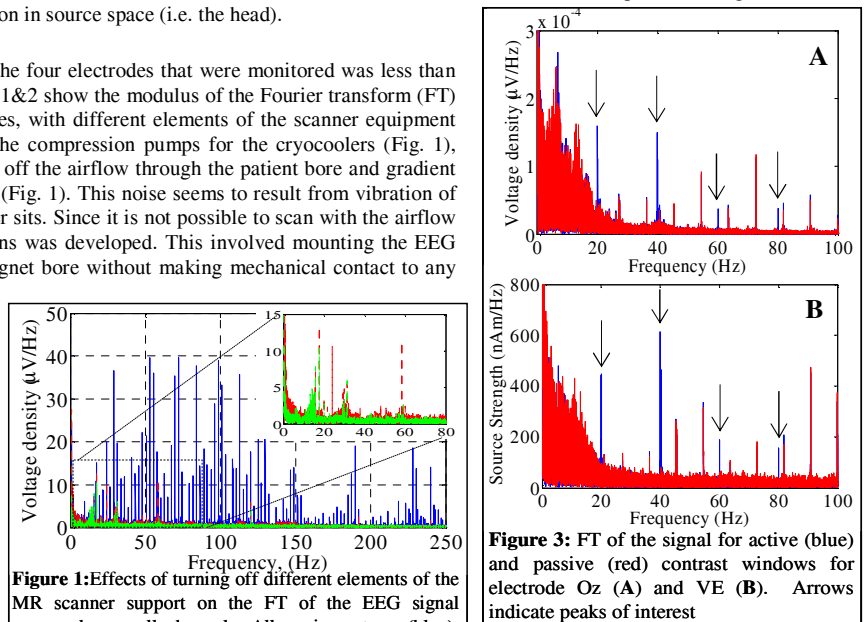 on in source space (i.e. the head).
he four electrodes that were monitored was less than
1&2 show the modulus of the Fourier transform (FT)
es, with different elements of the scanner equipment
he compression pumps for the cryocoolers (Fig. 1),
off the airflow through the patient bore and gradient
(Fig. 1). This noise seems to result from vibration of
r sits. Since it is not possible to scan with the airflow
ns was developed. This involved mounting the EEG
gnet bore without making mechanical contact to any
50
40
30
20
10
0
Voltage density (µV/Hz)
15
10
5
0
0 20 40 60 80
0 50 100 150 200 250
Frequency, (Hz)
Figure 1:Effects of turning off different elements of the
MR scanner support on the FT of the EEG signal
x 10⁻⁴
3
2
1
0
Voltage density (µV/Hz)
A
0 20 40 60 80 100
Frequency (Hz)
800
600
400
200
0
Source Strength (nAm/Hz)
B
20 40 60 80 100
Frequency (Hz)
Figure 3: FT of the signal for active (blue)
and passive (red) contrast windows for
electrode Oz (A) and VE (B). Arrows
indicate peaks of interest